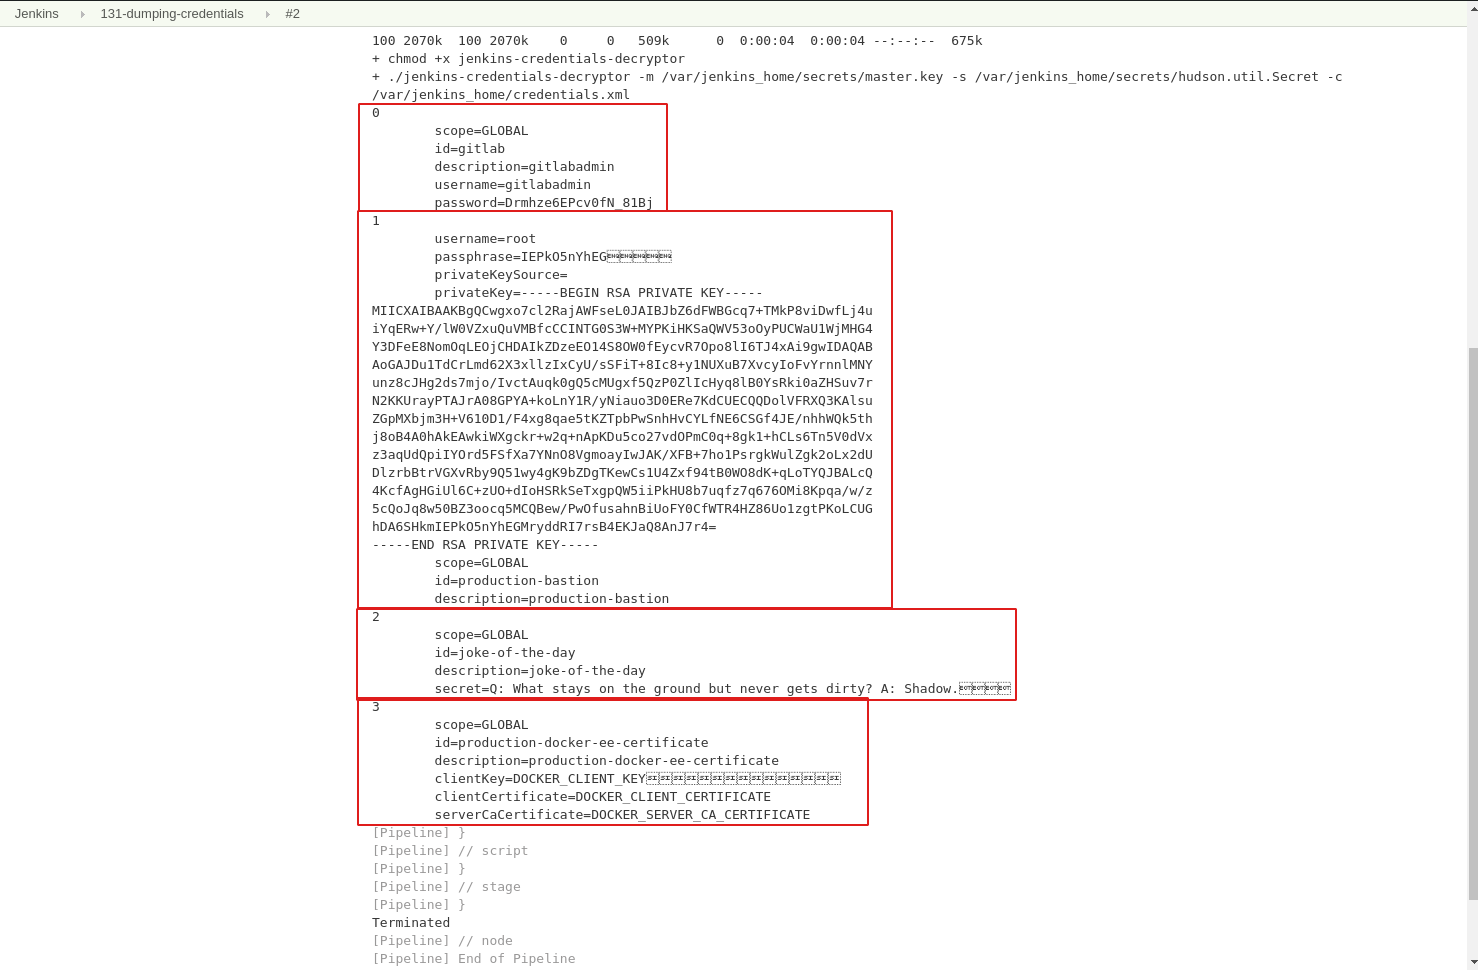 Jenkins 131-dumping-credentials #2
100 2070k  100 2070k    0     0   509k      0  0:00:04  0:00:04 --:--:--  675k
+ chmod +x jenkins-credentials-decryptor
+ ./jenkins-credentials-decryptor -m /var/jenkins_home/secrets/master.key -s /var/jenkins_home/secrets/hudson.util.Secret -c
/var/jenkins_home/credentials.xml
0
scope=GLOBAL
id=gitlab
description=gitlabadmin
username=gitlabadmin
password=Drmhze6EPcv0fN_81Bj
1
username=root
passphrase=IEPkO5nYhEG
privateKeySource=
privateKey=-----BEGIN RSA PRIVATE KEY-----
MIICXAIBAAKBgQCwgxo7cl2RajAWFseL0JAIBJbZ6dFWBGcq7+TMkP8viDwfLj4u
iYqERw+Y/lW0VZxuQuVMBfcCCINTG0S3W+MYPKiHKSaQWV53oOyPUCWaU1WjMHG4
Y3DFeE8NomOqLEOjCHDAIkZDzeEO14S8OW0fEycvR7Opo8lI6TJ4xAi9gwIDAQAB
AoGAJDu1TdCrLmd62X3xllzIxCyU/sSFiT+8Ic8+y1NUXuB7XvcyIoFvYrnnlMNY
unz8cJHg2ds7mjo/IvctAuqk0gQ5cMUgxf5QzP0ZlIcHyq8lB0YsRki0aZHSuv7r
N2KKUrayPTAJrA08GPYA+koLnY1R/yNiauo3D0ERe7KdCUECQQDolVFRXQ3KAlsu
ZGpMXbjm3H+V610D1/F4xg8qae5tKZTpbPwSnhHvCYLfNE6CSGf4JE/nhhWQk5th
j8oB4A0hAkEAwkiWXgckr+w2q+nApKDu5co27vdOPmC0q+8gk1+hCLs6Tn5V0dVx
z3aqUdQpiIYOrd5FSfXa7YNnO8VgmoayIwJAK/XFB+7ho1PsrgkWulZgk2oLx2dU
DlzrbBtrVGXvRby9Q51wy4gK9bZDgTKewCs1U4Zxf94tB0WO8dK+qLoTYQJBALcQ
4KcfAgHGiUl6C+zUO+dIoHSRkSeTxgpQW5iiPkHU8b7uqfz7q676OMi8Kpqa/w/z
5cQoJq8w50BZ3oocq5MCQBew/PwOfusahnBiUoFY0CfWTR4HZ86Uo1zgtPKoLCUG
hDA6SHkmIEPkO5nYhEGMryddRI7rsB4EKJaQ8AnJ7r4=
-----END RSA PRIVATE KEY-----
scope=GLOBAL
id=production-bastion
description=production-bastion
2
scope=GLOBAL
id=joke-of-the-day
description=joke-of-the-day
secret=Q: What stays on the ground but never gets dirty? A: Shadow.
3
scope=GLOBAL
id=production-docker-ee-certificate
description=production-docker-ee-certificate
clientKey=DOCKER_CLIENT_KEY
clientCertificate=DOCKER_CLIENT_CERTIFICATE
serverCaCertificate=DOCKER_SERVER_CA_CERTIFICATE
[Pipeline] }
[Pipeline] // script
[Pipeline] }
[Pipeline] // stage
[Pipeline] }
Terminated
[Pipeline] // node
[Pipeline] End of Pipeline